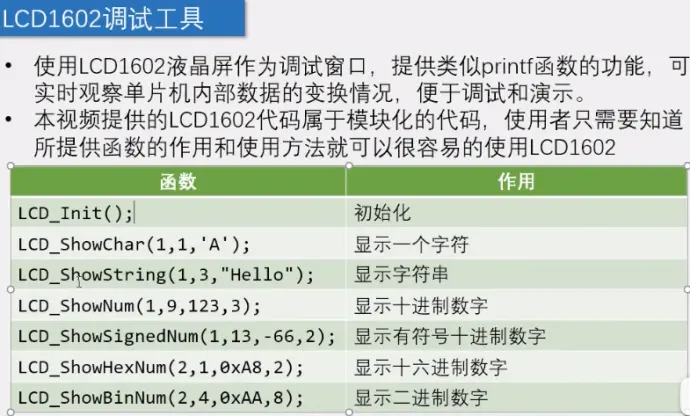 LCD1602调试工具
• 使用LCD1602液晶屏作为调试窗口，提供类似printf函数的功能，可
实时观察单片机内部数据的变换情况，便于调试和演示。
• 本视频提供的LCD1602代码属于模块化的代码，使用者只需要知道
所提供函数的作用和使用方法就可以很容易的使用LCD1602
函数 作用
LCD_Init(); 初始化
LCD_ShowChar(1,1,'A'); 显示一个字符
LCD_ShowString(1,3,"Hello"); 显示字符串
LCD_ShowNum(1,9,123,3); 显示十进制数字
LCD_ShowSignedNum(1,13,-66,2); 显示有符号十进制数字
LCD_ShowHexNum(2,1,0xA8,2); 显示十六进制数字
LCD_ShowBinNum(2,4,0xAA,8); 显示二进制数字